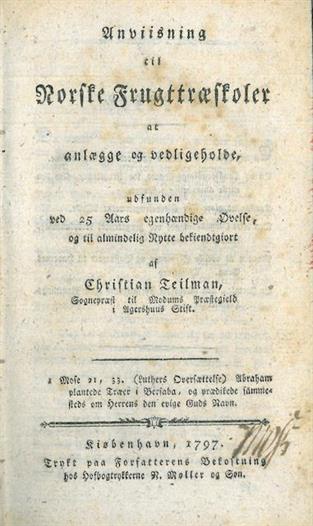 Anviisning
til
Norske Frugttræskoler
at
anlægge og vedligeholde,
udfunden
ved 25 Aars egenhændige Øvelse,
og til almindelig Nytte bekiendtgiort
af
Christian Teilman,
Sognepræst til Modums Præstegield
i Agershuus Stift.
1 Mose 21, 33. (Luthers Oversættelse) Abraham
plantede Træer i Bersaba, og prædikede samme-
steds om Herrens den evige Guds Navn.
Kiøbenhavn, 1797.
Trykt paa Forfatterens Bekostning
hos Hofbogtrykkerne N. Møller og Søn.